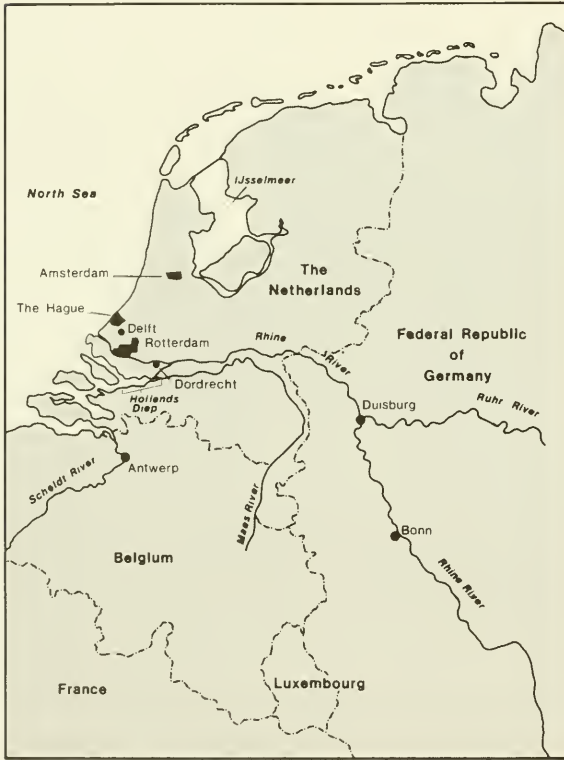 North Sea
IJsselmeer
Amsterdam
The
Netherlands
The Hague
Delft
Rotterdam
Rhine
River
Federal Republic
of
Germany
Dordrecht
Hollands
Diep
Duisburg
Ruhr River
Scheldt River
Antwerp
Maas River
Bonn
Belgium
Rhine River
France
Luxembourg